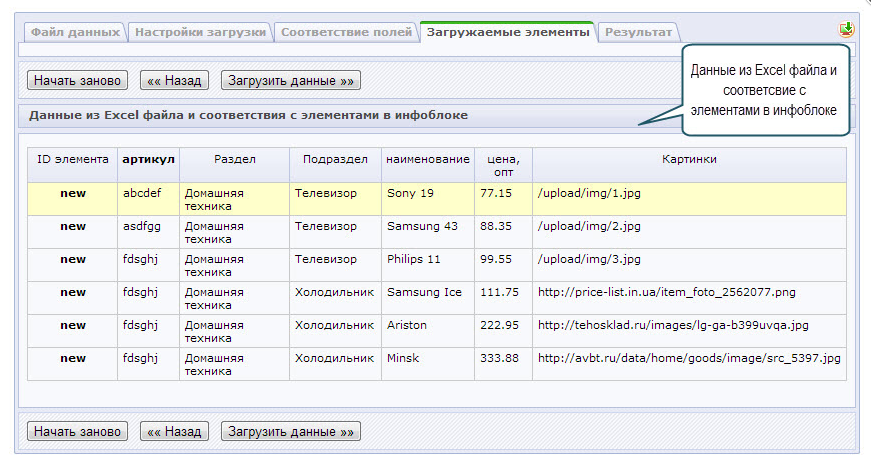 Файл данных Настройки загрузки Соответствие полей Загружаемые элементы Результат
Данные из Excel файла и
соответсвие с
элементами в инфоблоке
Начать заново «« Назад Загрузить данные »»
Данные из Excel файла и соответствия с элементами в инфоблоке
ID элемента артикул Раздел Подраздел наименование цена, опт Картинки
new abcdef Домашняя техника Телевизор Sony 19 77.15 /upload/img/1.jpg
new asdfgg Домашняя техника Телевизор Samsung 43 88.35 /upload/img/2.jpg
new fdsghj Домашняя техника Телевизор Philips 11 99.55 /upload/img/3.jpg
new fdsghj Домашняя техника Холодильник Samsung Ice 111.75 http://price-list.in.ua/item_foto_2562077.png
new fdsghj Домашняя техника Холодильник Ariston 222.95 http://tehosklad.ru/images/lg-ga-b399uvqa.jpg
new fdsghj Домашняя техника Холодильник Minsk 333.88 http://avbt.ru/data/home/goods/image/src_5397.jpg
Начать заново «« Назад Загрузить данные »»